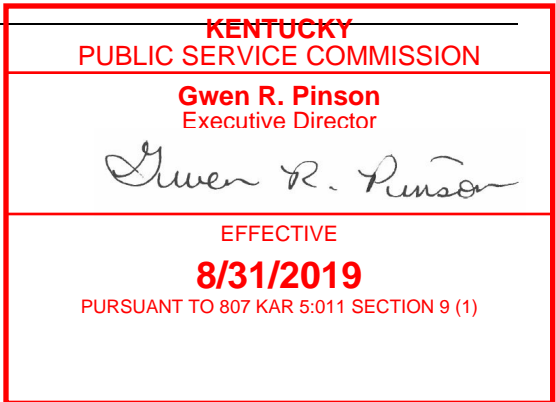 KENTUCKY
PUBLIC SERVICE COMMISSION
Gwen R. Pinson
Executive Director
Gwen R. Pinson
EFFECTIVE
8/31/2019
PURSUANT TO 807 KAR 5:011 SECTION 9 (1)